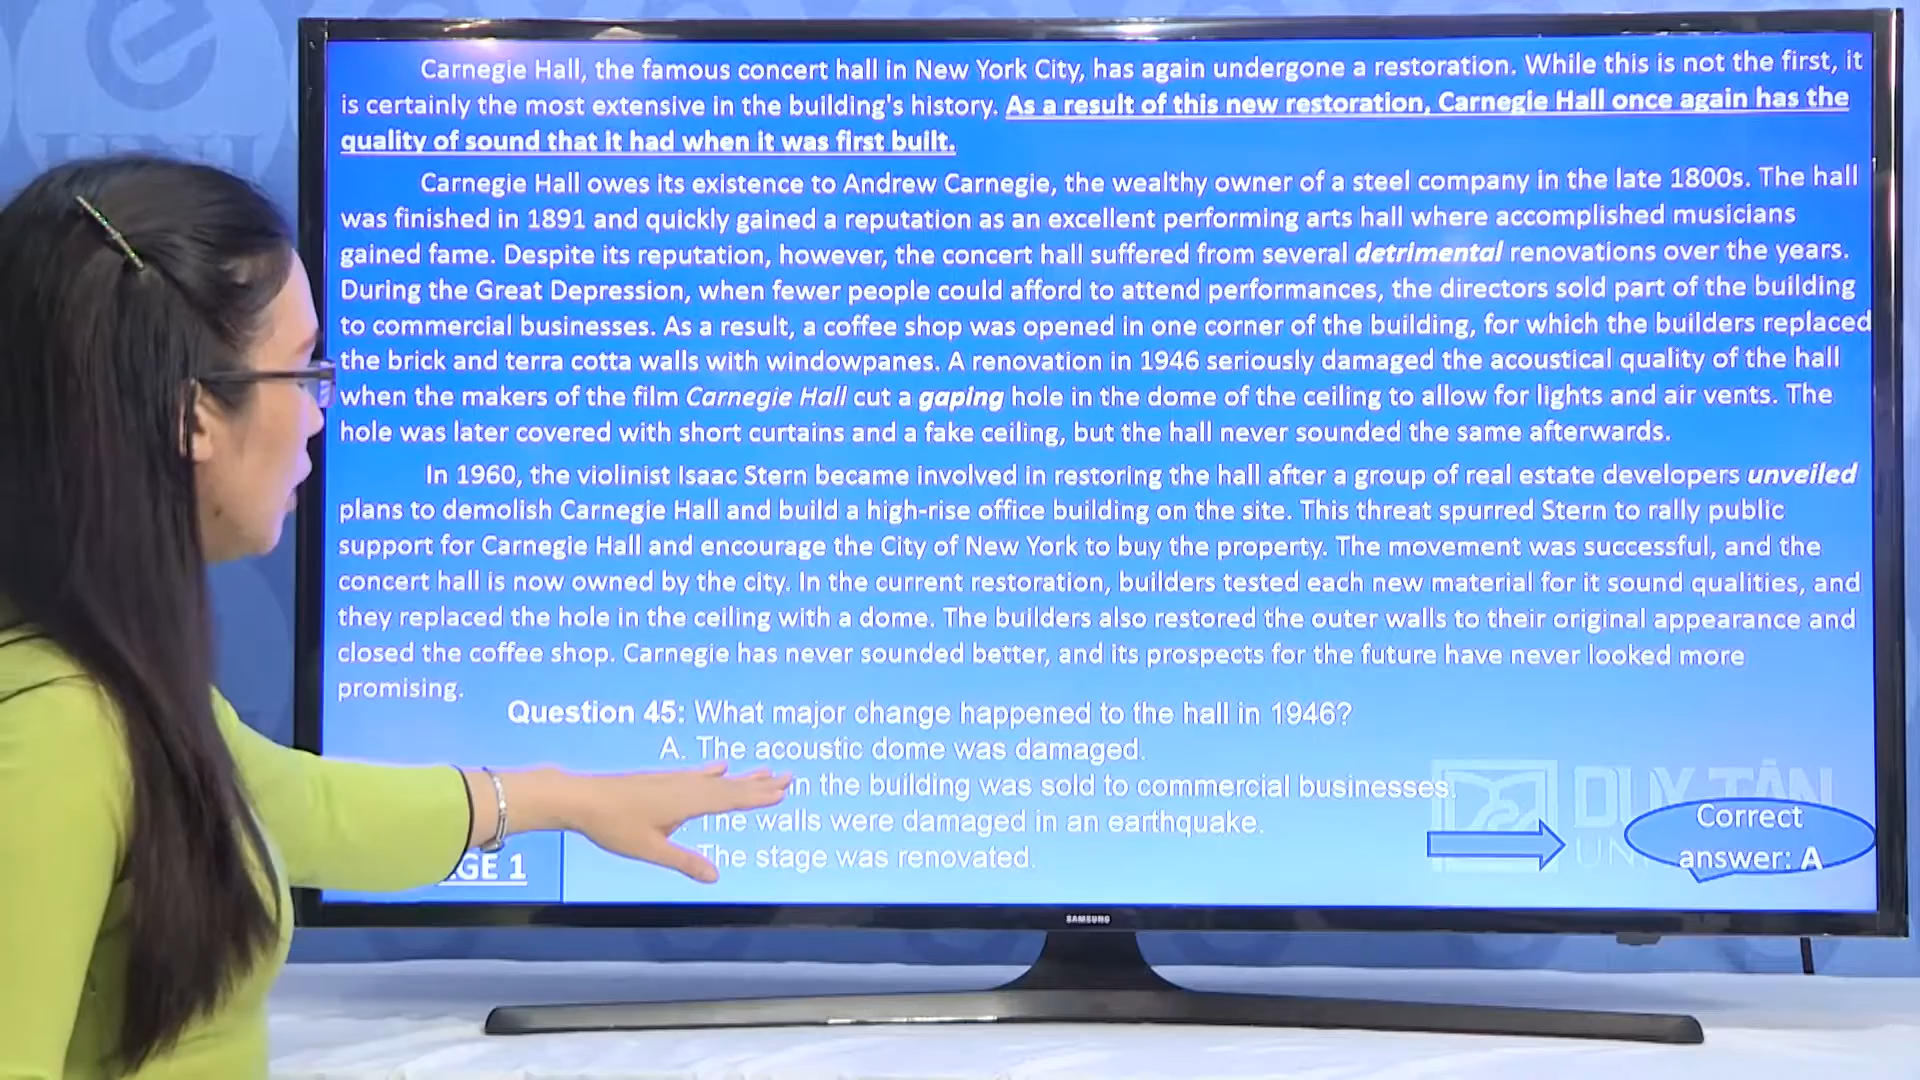 Carnegie Hall, the famous concert hall in New York City, has again undergone a restoration. While this is not the first, it
is certainly the most extensive in the building's history. As a result of this new restoration, Carnegie Hall once again has the
quality of sound that it had when it was first built.
Carnegie Hall owes its existence to Andrew Carnegie, the wealthy owner of a steel company in the late 1800s. The hall
was finished in 1891 and quickly gained a reputation as an excellent performing arts hall where accomplished musicians
gained fame. Despite its reputation, however, the concert hall suffered from several detrimental renovations over the years.
During the Great Depression, when fewer people could afford to attend performances, the directors sold part of the building
to commercial businesses. As a result, a coffee shop was opened in one corner of the building, for which the builders replaced
the brick and terra cotta walls with windowpanes. A renovation in 1946 seriously damaged the acoustical quality of the hall
when the makers of the film Carnegie Hall cut a gaping hole in the dome of the ceiling to allow for lights and air vents. The
hole was later covered with short curtains and a fake ceiling, but the hall never sounded the same afterwards.
In 1960, the violinist Isaac Stern became involved in restoring the hall after a group of real estate developers unveiled
plans to demolish Carnegie Hall and build a high-rise office building on the site. This threat spurred Stern to rally public
support for Carnegie Hall and encourage the City of New York to buy the property. The movement was successful, and the
concert hall is now owned by the city. In the current restoration, builders tested each new material for it sound qualities, and
they replaced the hole in the ceiling with a dome. The builders also restored the outer walls to their original appearance and
closed the coffee shop. Carnegie has never sounded better, and its prospects for the future have never looked more
promising.
Question 45: What major change happened to the hall in 1946?
A. The acoustic dome was damaged.
in the building was sold to commercial businesses.
The walls were damaged in an earthquake.
The stage was renovated.
DUY TÂN
Correct
answer: A
GE 1
SAMSUNG